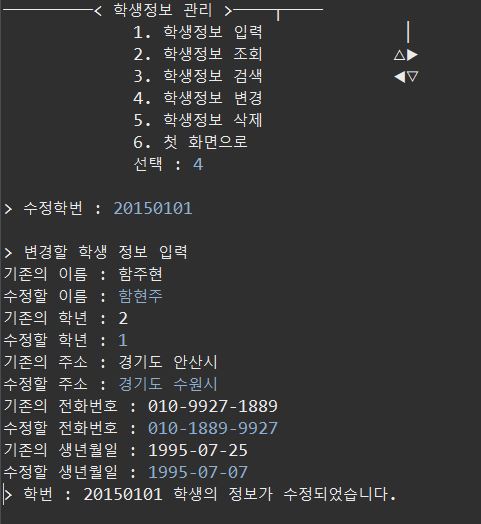 ──────────< 학생정보 관리 >────┬────
1. 학생정보 입력 │
2. 학생정보 조회 △▶
3. 학생정보 검색 ◀▽
4. 학생정보 변경
5. 학생정보 삭제
6. 첫 화면으로
선택 : 4
> 수정학번 : 20150101
> 변경할 학생 정보 입력
기존의 이름 : 함주현
수정할 이름 : 함현주
기존의 학년 : 2
수정할 학년 : 1
기존의 주소 : 경기도 안산시
수정할 주소 : 경기도 수원시
기존의 전화번호 : 010-9927-1889
수정할 전화번호 : 010-1889-9927
기존의 생년월일 : 1995-07-25
수정할 생년월일 : 1995-07-07
> 학번 : 20150101 학생의 정보가 수정되었습니다.